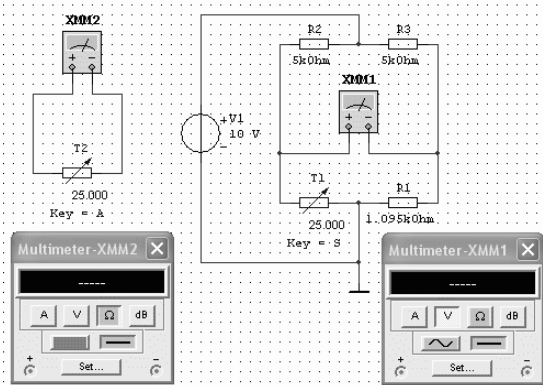 XMM2
T2
25.000
Key = A
V1
10 V
R2
5kOhm
R3
5kOhm
XMM1
T1
25.000
Key = S
R1
1.095kOhm
Multimeter-XMM2
-----
A V Ω dB
Set...
Multimeter-XMM1
-----
A V Ω dB
Set...